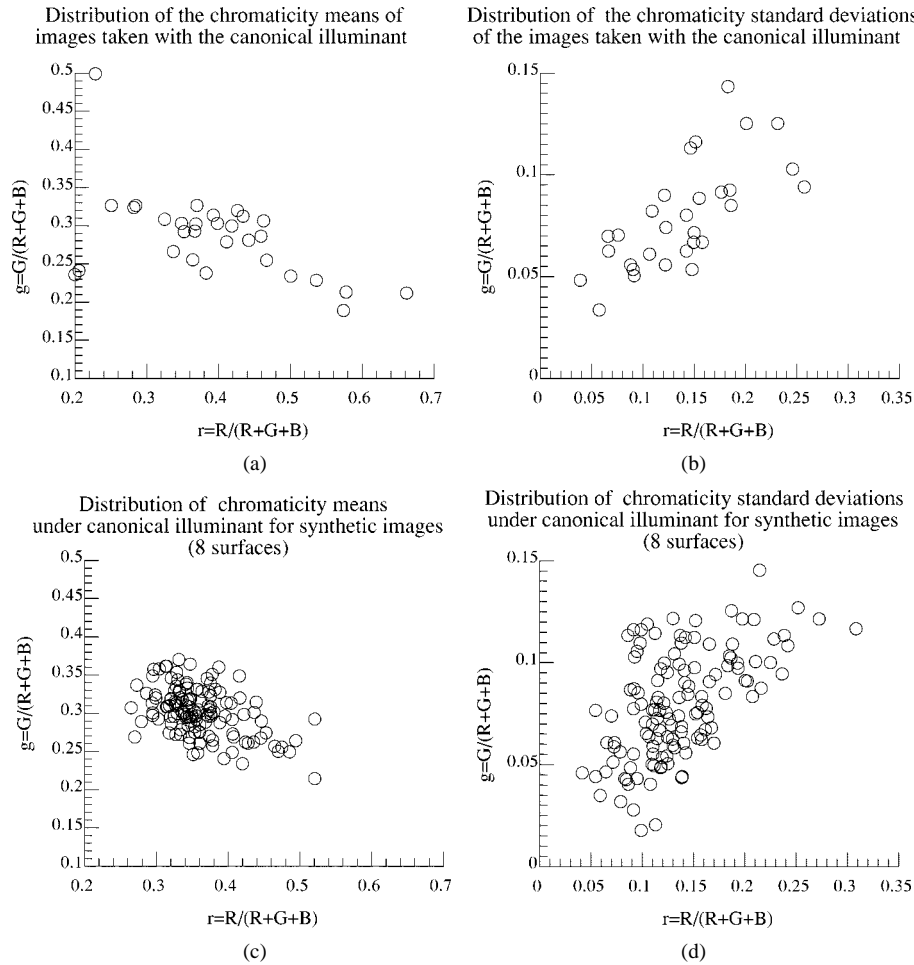 Distribution of the chromaticity means of
images taken with the canonical illuminant
0.5
0.45
0.4
0.35
0.3
0.25
0.2
0.15
0.1
g=G/(R+G+B)
0.2 0.3 0.4 0.5 0.6 0.7
r=R/(R+G+B)
(a)
Distribution of the chromaticity standard deviations
of the images taken with the canonical illuminant
0.15
0.1
0.05
0
g=G/(R+G+B)
0 0.05 0.1 0.15 0.2 0.25 0.3 0.35
r=R/(R+G+B)
(b)
Distribution of chromaticity means
under canonical illuminant for synthetic images
(8 surfaces)
0.5
0.45
0.4
0.35
0.3
0.25
0.2
0.15
0.1
g=G/(R+G+B)
0.2 0.3 0.4 0.5 0.6 0.7
r=R/(R+G+B)
(c)
Distribution of chromaticity standard deviations
under canonical illuminant for synthetic images
(8 surfaces)
0.15
0.1
0.05
0
g=G/(R+G+B)
0 0.05 0.1 0.15 0.2 0.25 0.3 0.35
r=R/(R+G+B)
(d)